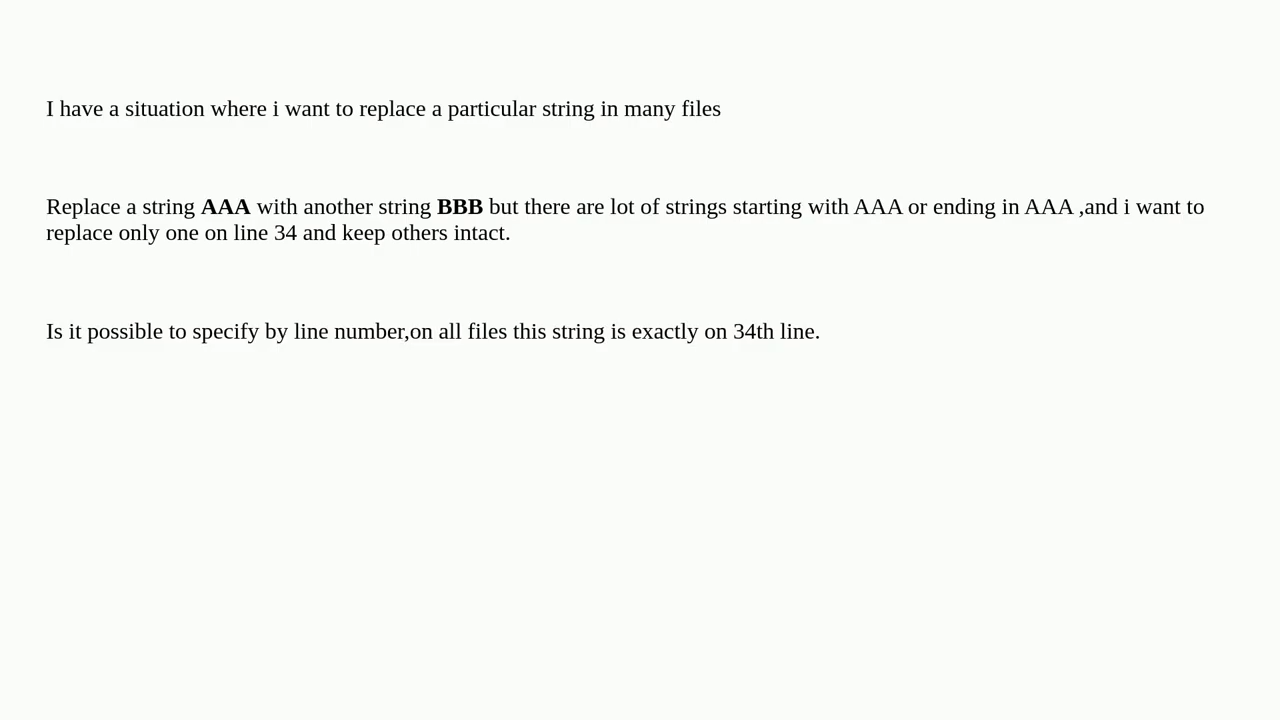 I have a situation where i want to replace a particular string in many files
Replace a string AAA with another string BBB but there are lot of strings starting with AAA or ending in AAA ,and i want to
replace only one on line 34 and keep others intact.
Is it possible to specify by line number,on all files this string is exactly on 34th line.